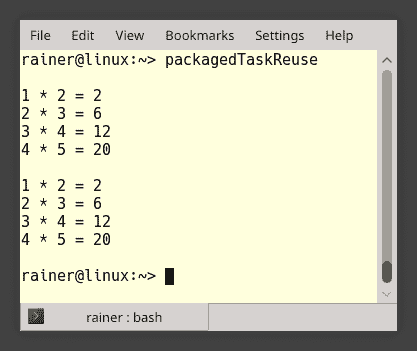 File Edit View Bookmarks Settings Help
rainer@linux:~> packagedTaskReuse
1 * 2 = 2
2 * 3 = 6
3 * 4 = 12
4 * 5 = 20
1 * 2 = 2
2 * 3 = 6
3 * 4 = 12
4 * 5 = 20
rainer@linux:~>
rainer : bash